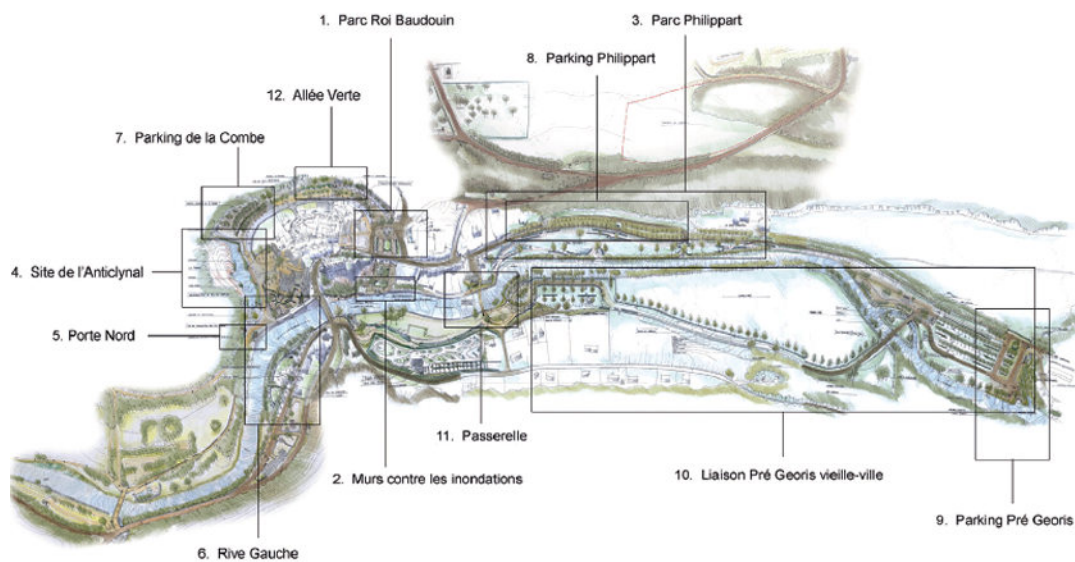 1. Parc Roi Baudouin
3. Parc Philippart
8. Parking Philippart
12. Allée Verte
7. Parking de la Combe
4. Site de l'Anticlynal
5. Porte Nord
11. Passerelle
2. Murs contre les inondations
10. Liaison Pré Georis vieille-ville
9. Parking Pré Georis
6. Rive Gauche